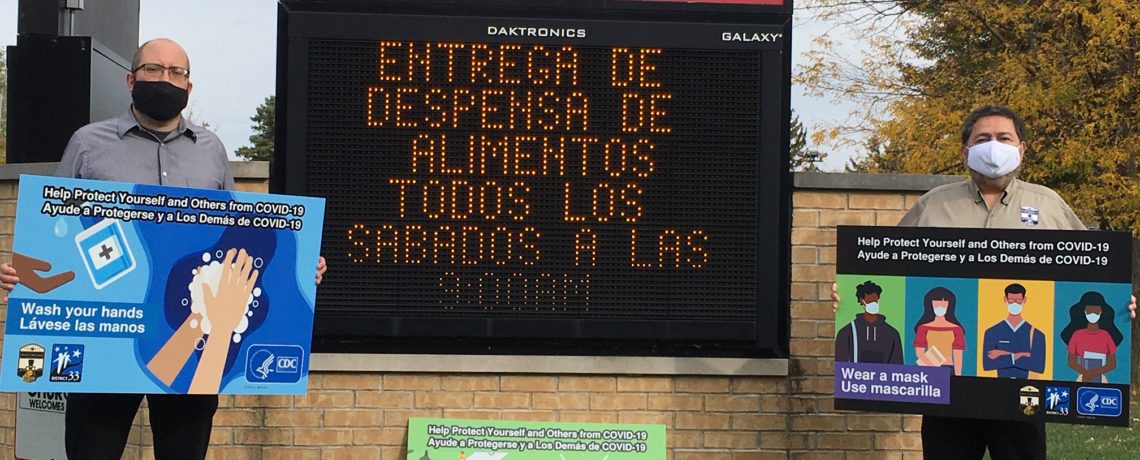 DAKTRONICS GALAXY®
ENTREGA DE
DESPENSA DE
ALIMENTOS
TODOS LOS
SABADOS A LAS
9:00AM
Help Protect Yourself and Others from COVID-19
Ayude a Protegerse y a Los Demás de COVID-19
Wash your hands
Lávese las manos
DISTRICT 33
CDC
WELCOMES
Help Protect Yourself and Others from COVID-19
Ayude a Protegerse y a Los Demás de COVID-19
Help Protect Yourself and Others from COVID-19
Ayude a Protegerse y a Los Demás de COVID-19
Wear a mask
Use mascarilla
CDC